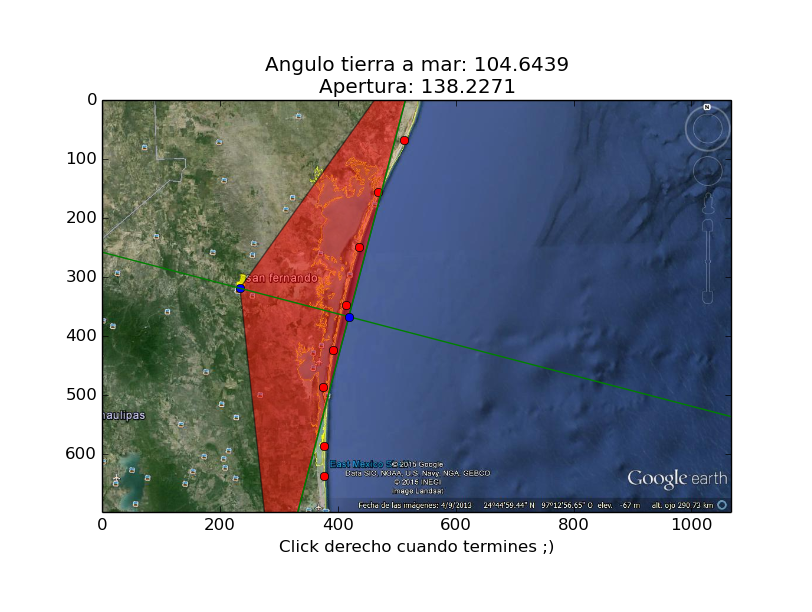 Angulo tierra a mar: 104.6439
Apertura: 138.2271
0
100
200
300
400
500
600
N
san fernando
aulipas
East Mexico S
© 2015 Google
Data SIO, NOAA, U.S. Navy, NGA, GEBCO
© 2015 INEGI
Image Landsat
Google earth
Fecha de las imágenes: 4/9/2013 24°44'59.44" N 97°12'56.65" O elev. -67 m alt. ojo 290.73 km
0 200 400 600 800 1000
Click derecho cuando termines ;)